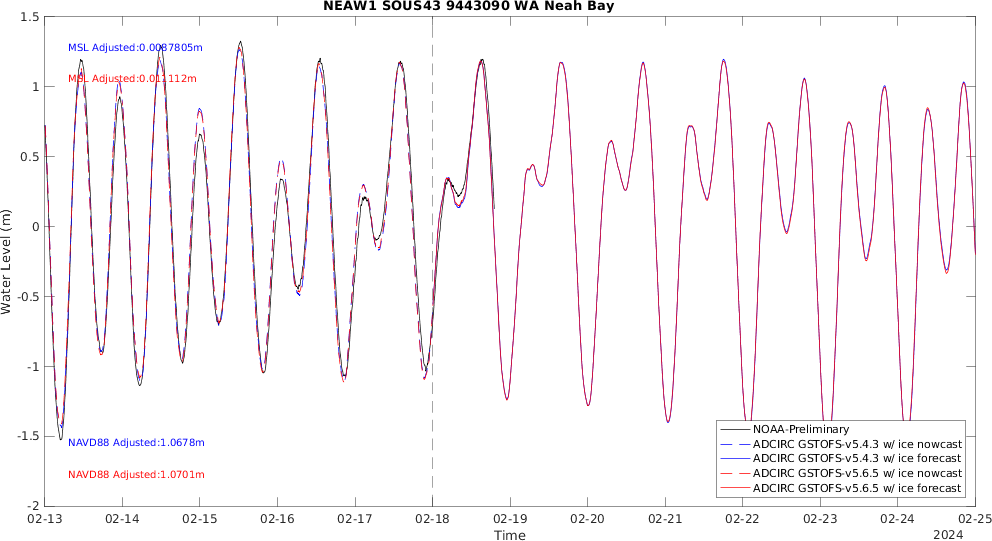 NEAW1 SOUS43 9443090 WA Neah Bay
1.5
1
0.5
0
-0.5
-1
-1.5
-2
Water Level (m)
MSL Adjusted:0.0087805m
MSL Adjusted:0.011112m
NAVD88 Adjusted:1.0678m
NAVD88 Adjusted:1.0701m
NOAA-Preliminary
ADCIRC GSTOFS-v5.4.3 w/ ice nowcast
ADCIRC GSTOFS-v5.4.3 w/ ice forecast
ADCIRC GSTOFS-v5.6.5 w/ ice nowcast
ADCIRC GSTOFS-v5.6.5 w/ ice forecast
02-13 02-14 02-15 02-16 02-17 02-18 02-19 02-20 02-21 02-22 02-23 02-24 02-25
Time
2024